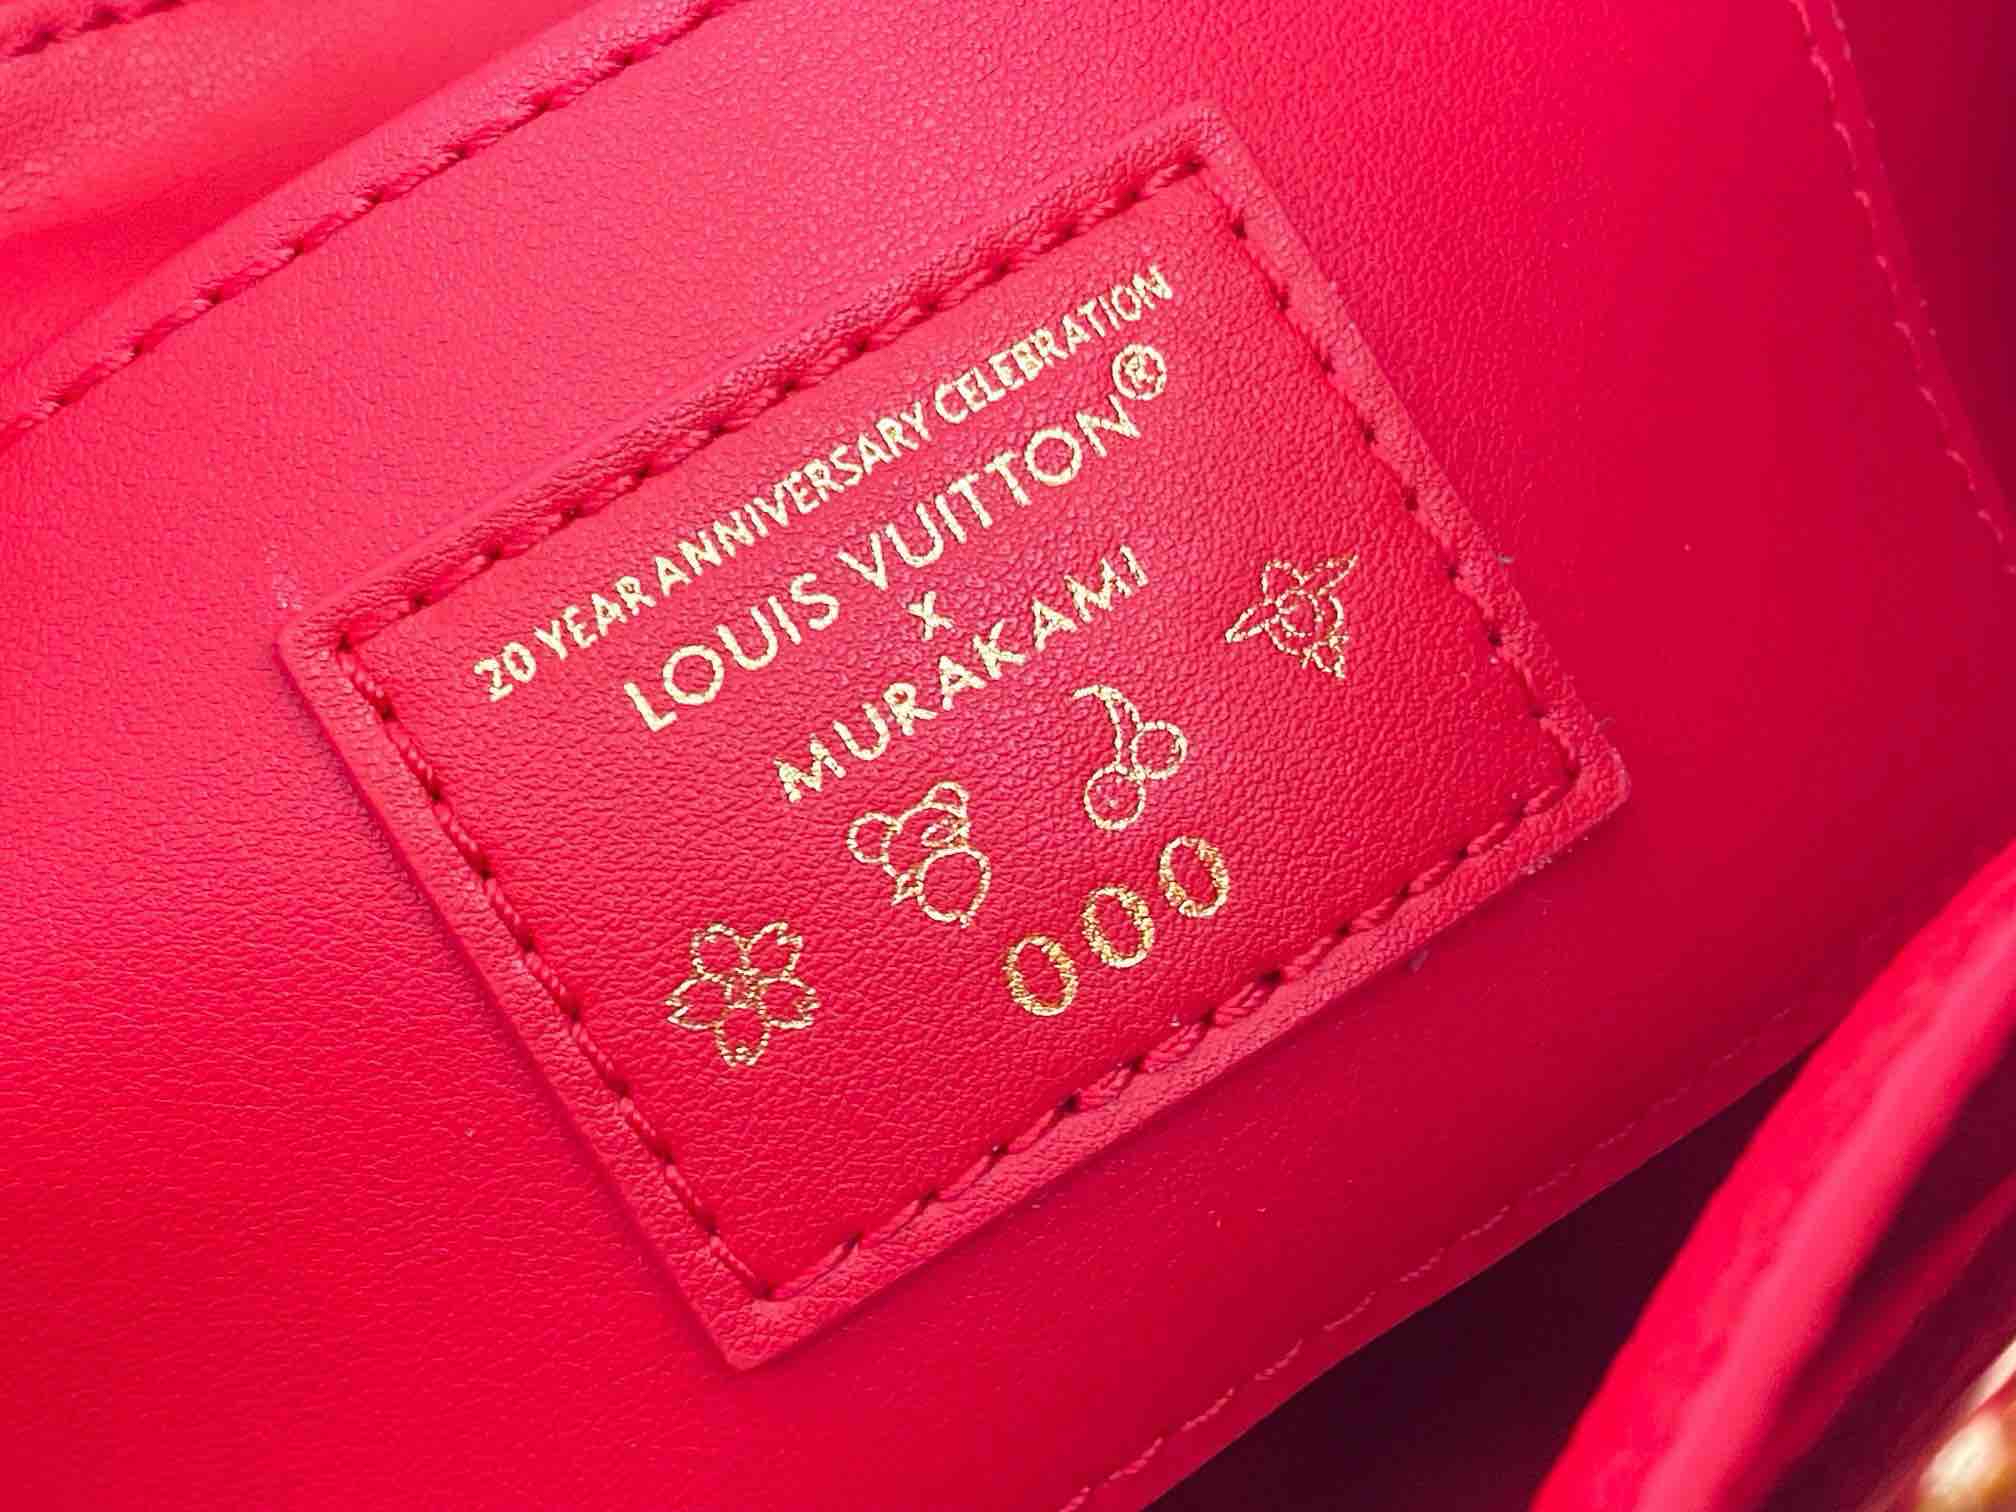 20 YEAR ANNIVERSARY CELEBRATION
LOUIS VUITTON®
X
MURAKAMI
000